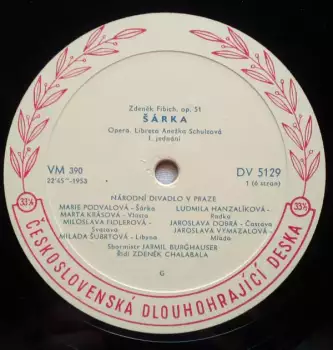 Zdeněk Fibich, op. 51
ŠÁRKA
Opera. Libreto Anežka Schulzová
1. jednání
VM 390
22'45"-1953
DV 5129
1 (6 stran)
NÁRODNÍ DIVADLO V PRAZE
MARIE PODVALOVÁ - Šárka
MARTA KRÁSOVÁ - Vlasta
MILOSLAVA FIDLEROVÁ - Svatava
MILADA ŠUBRTOVÁ - Libyna
LUDMILA HANZALÍKOVÁ - Radka
JAROSLAVA DOBRÁ - Častava
JAROSLAVA VYMAZALOVÁ - Mlada
Sbormistr JARMIL BURGHAUSER
Řídí ZDENĚK CHALABALA
G
33⅓
33⅓
ČESKOSLOVENSKÁ DLOUHOHRAJÍCÍ DESKA